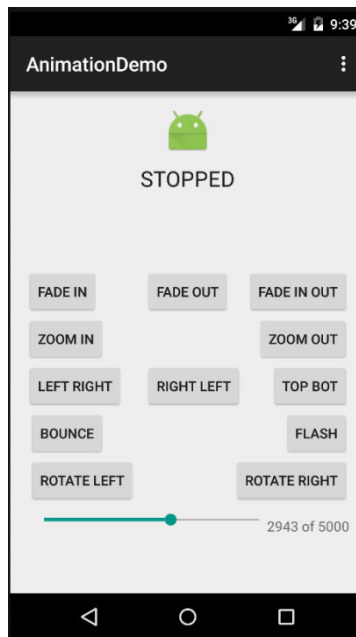 3G 9:39
AnimationDemo
STOPPED
FADE IN FADE OUT FADE IN OUT
ZOOM IN ZOOM OUT
LEFT RIGHT RIGHT LEFT TOP BOT
BOUNCE FLASH
ROTATE LEFT ROTATE RIGHT
2943 of 5000